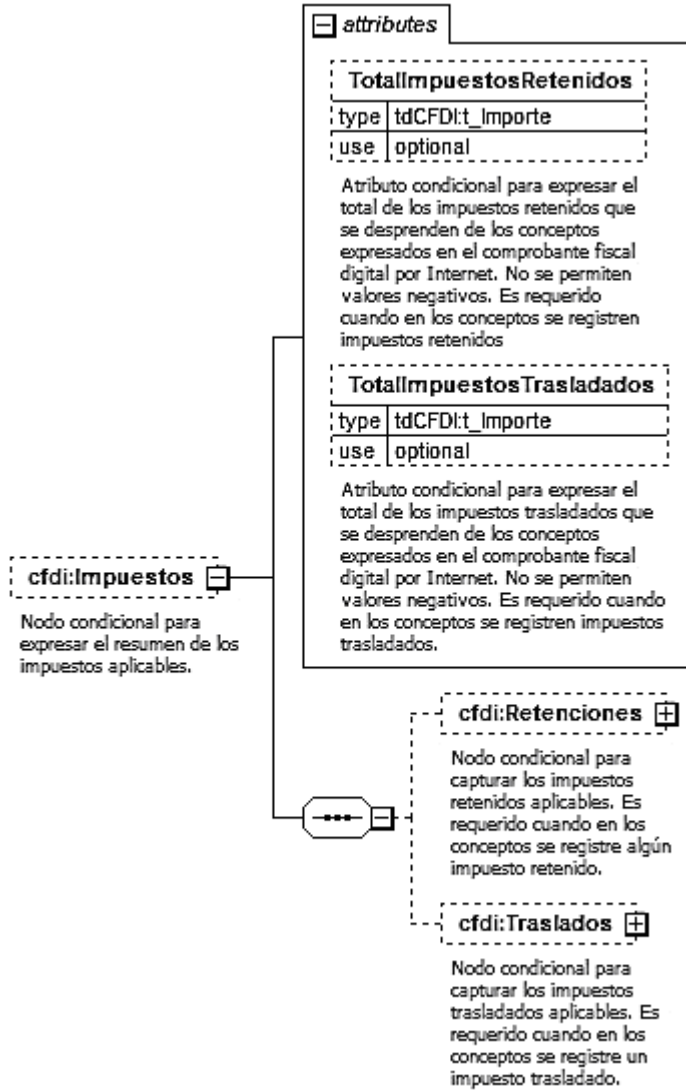 attributes
TotalImpuestosRetenidos
type tdCFDI:t_Importe
use optional
Atributo condicional para expresar el
total de los impuestos retenidos que
se desprenden de los conceptos
expresados en el comprobante fiscal
digital por Internet. No se permiten
valores negativos. Es requerido
cuando en los conceptos se registren
impuestos retenidos
TotalImpuestosTrasladados
type tdCFDI:t_Importe
use optional
Atributo condicional para expresar el
total de los impuestos trasladados que
se desprenden de los conceptos
expresados en el comprobante fiscal
digital por Internet. No se permiten
valores negativos. Es requerido cuando
en los conceptos se registren impuestos
trasladados.
cfdi:Impuestos
Nodo condicional para
expresar el resumen de los
impuestos aplicables.
cfdi:Retenciones
Nodo condicional para
capturar los impuestos
retenidos aplicables. Es
requerido cuando en los
conceptos se registre algún
impuesto retenido.
cfdi:Traslados
Nodo condicional para
capturar los impuestos
trasladados aplicables. Es
requerido cuando en los
conceptos se registre un
impuesto trasladado.